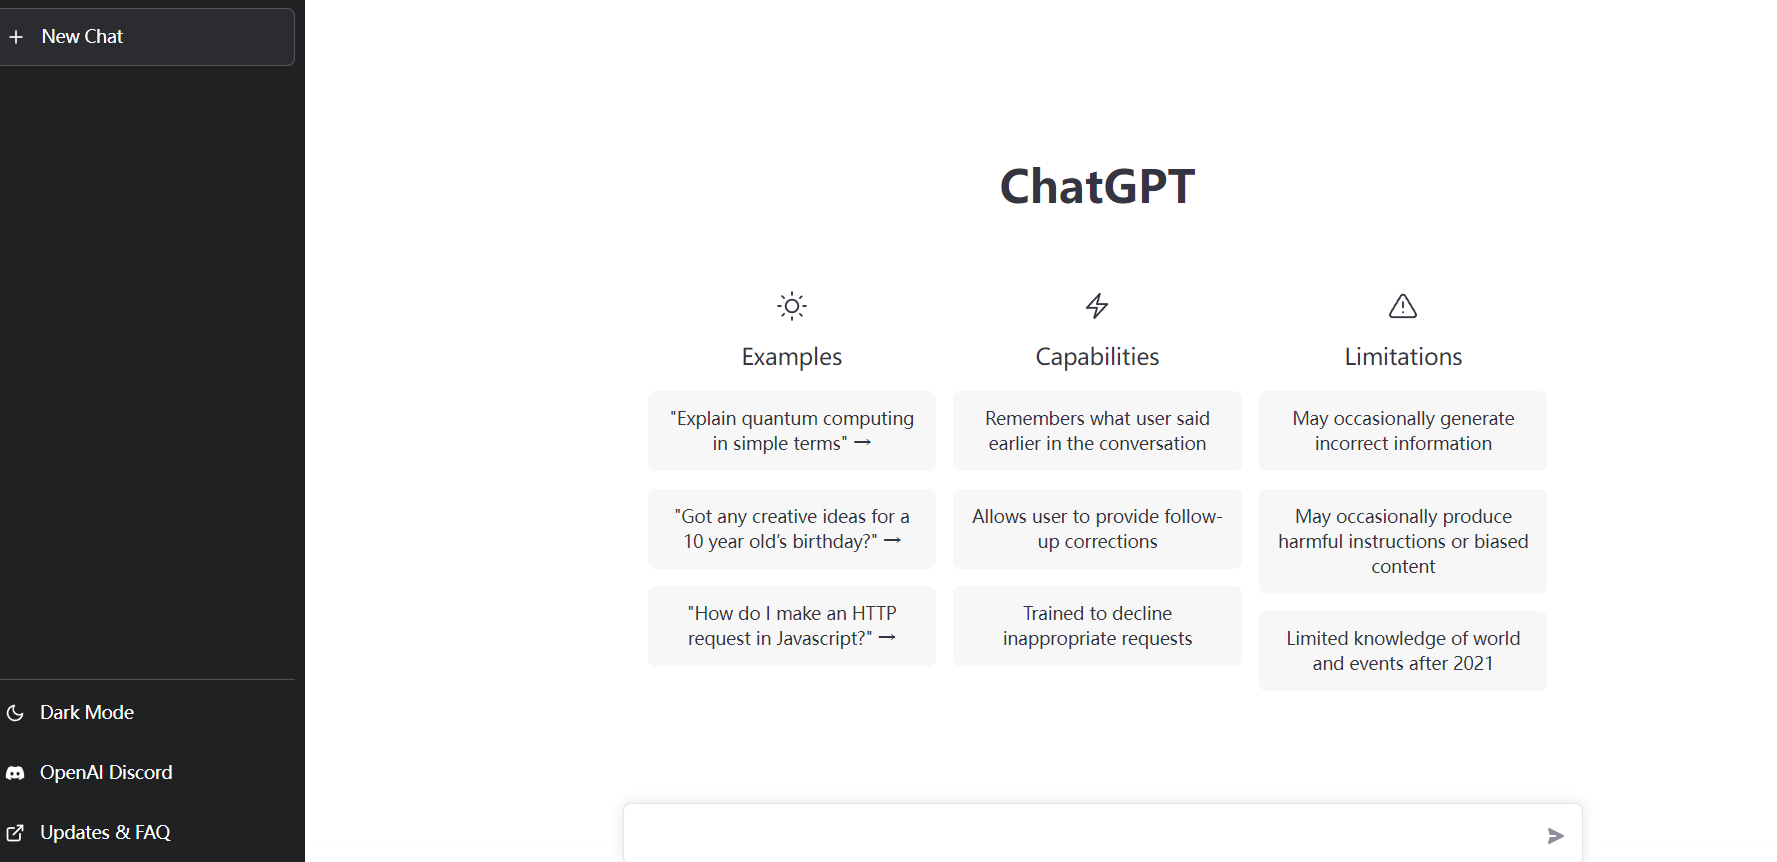 New Chat
Dark Mode
OpenAI Discord
Updates & FAQ
ChatGPT
Examples
"Explain quantum computing
in simple terms" →
"Got any creative ideas for a
10 year old’s birthday?" →
"How do I make an HTTP
request in Javascript?" →
Capabilities
Remembers what user said
earlier in the conversation
Allows user to provide follow-
up corrections
Trained to decline
inappropriate requests
Limitations
May occasionally generate
incorrect information
May occasionally produce
harmful instructions or biased
content
Limited knowledge of world
and events after 2021